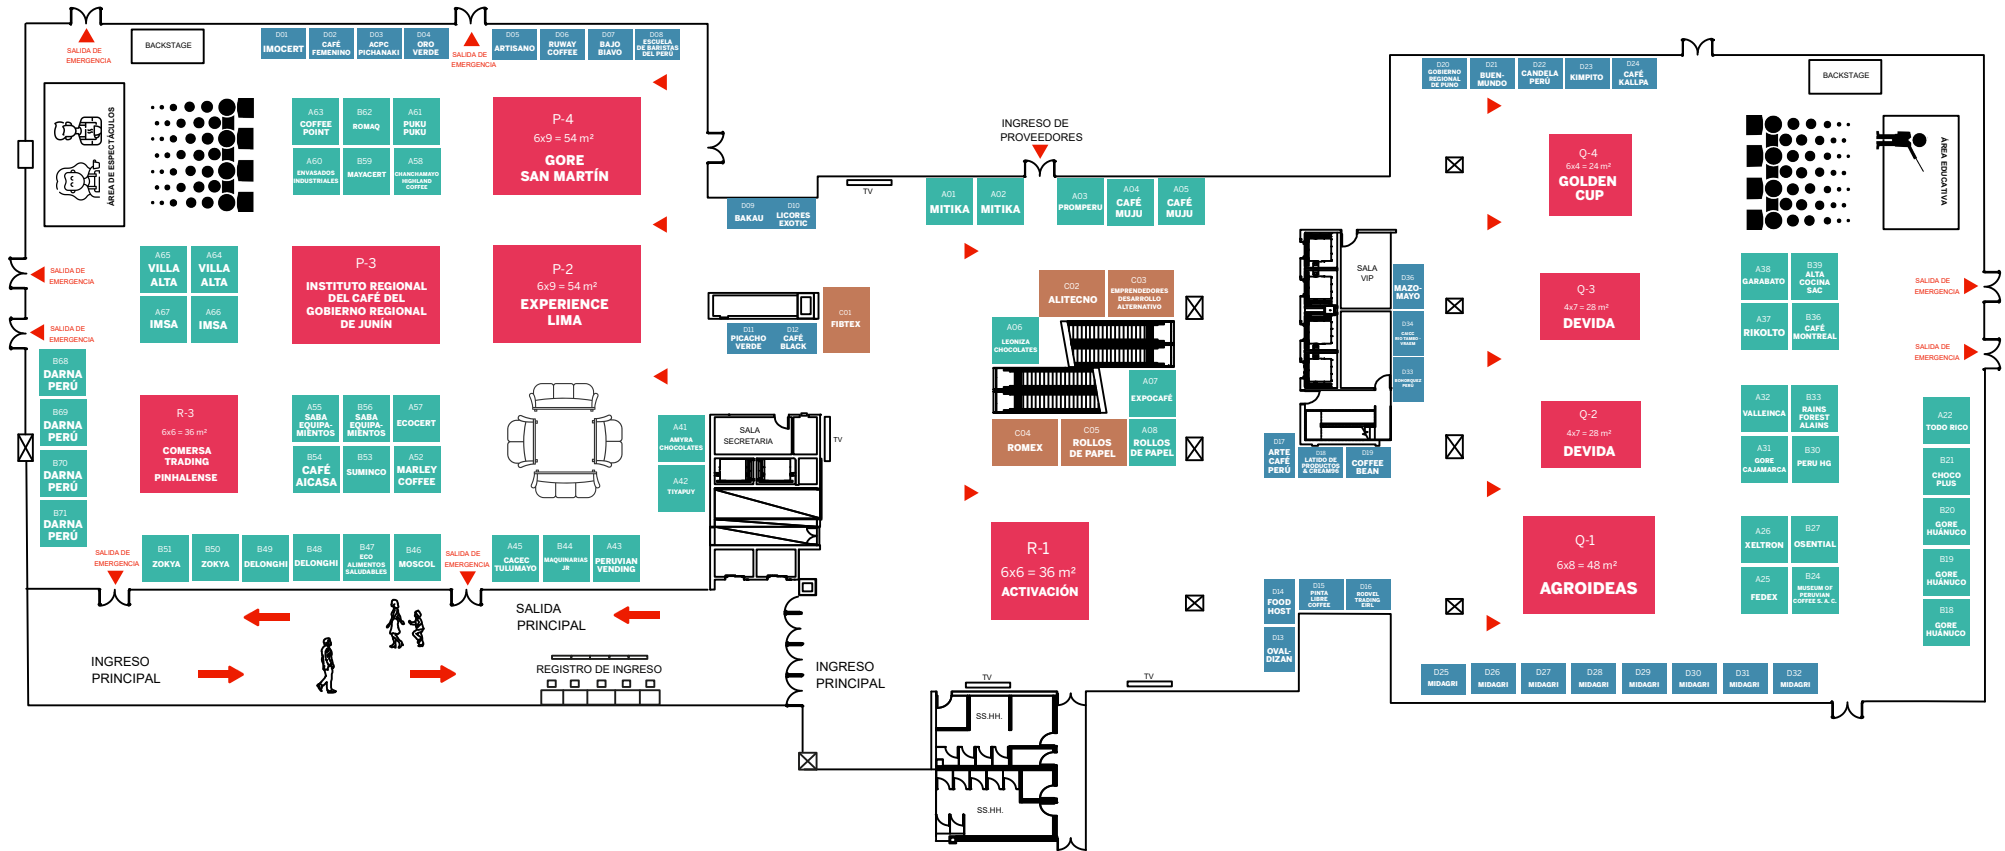 SALIDA DE
EMERGENCIA
BACKSTAGE
D01
IMOCERT
D02
CAFÉ
FEMENINO
D03
ACPC
PICHANAKI
D04
ORO
VERDE
SALIDA DE
EMERGENCIA
D05
ARTISANO
D06
RUWAY
COFFEE
D07
BAJO
BIAVO
D08
ESCUELA
DE BARISTAS
DEL PERÚ
ÁREA DE ESPECTÁCULOS
A63
COFFEE
POINT
B62
ROMAQ
A61
PUKU
PUKU
A60
ENVASADOS
INDUSTRIALES
B59
MAYACERT
A58
CHANCHAMAYO
HIGHLAND
COFFEE
P-4
6x9 = 54 m²
GORE
SAN MARTÍN
D09
BAKAU
D10
LICORES
EXOTIC
TV
INGRESO DE
PROVEEDORES
A01
MITIKA
A02
MITIKA
A03
PROMPERU
A04
CAFÉ
MUJU
A05
CAFÉ
MUJU
D20
GOBIERNO
REGIONAL
DE PUNO
D21
BUEN-
MUNDO
D22
CANDELA
PERÚ
D23
KIMPITO
D24
CAFÉ
KALLPA
BACKSTAGE
Q-4
6x4 = 24 m²
GOLDEN
CUP
ÁREA EDUCATIVA
SALIDA DE
EMERGENCIA
SALIDA DE
EMERGENCIA
A65
VILLA
ALTA
A64
VILLA
ALTA
A67
IMSA
A66
IMSA
P-3
INSTITUTO REGIONAL
DEL CAFÉ DEL
GOBIERNO REGIONAL
DE JUNÍN
P-2
6x9 = 54 m²
EXPERIENCE
LIMA
D11
PICACHO
VERDE
D12
CAFÉ
BLACK
C01
FIBTEX
C02
ALITECNO
C03
EMPRENDEDORES
DESARROLLO
ALTERNATIVO
A06
LEONIZA
CHOCOLATES
A07
EXPOCAFÉ
C04
ROMEX
C05
ROLLOS
DE PAPEL
A08
ROLLOS
DE PAPEL
SALA
VIP
D36
MAZO-
MAYO
D34
RIO TAMBO -
VRAEM
D33
BOHORQUEZ
PERÚ
D17
ARTE
CAFÉ
PERÚ
D18
LATIDO DE
PRODUCTOS
& CREAMPS
D19
COFFEE
BEAN
Q-3
4x7 = 28 m²
DEVIDA
Q-2
4x7 = 28 m²
DEVIDA
A38
GARABATO
B39
ALTA
COCINA
SAC
A37
RIKOLTO
B36
CAFÉ
MONTREAL
SALIDA DE
EMERGENCIA
SALIDA DE
EMERGENCIA
A32
VALLEINCA
B33
RAINS
FOREST
ALAINS
A31
GORE
CAJAMARCA
B30
PERU HG
A22
TODO RICO
B21
CHOCO
PLUS
B20
GORE
HUÁNUCO
B19
GORE
HUÁNUCO
B18
GORE
HUÁNUCO
B68
DARNA
PERÚ
B69
DARNA
PERÚ
B70
DARNA
PERÚ
B71
DARNA
PERÚ
R-3
6x6 = 36 m²
COMERSA
TRADING
PINHALENSE
A55
SABA
EQUIPA-
MIENTOS
B56
SABA
EQUIPA-
MIENTOS
A57
ECOCERT
B54
CAFÉ
AICASA
B53
SUMINCO
A52
MARLEY
COFFEE
A41
AMYRA
CHOCOLATES
A42
TIYAPUY
SALA
SECRETARIA
TV
SALIDA DE
EMERGENCIA
B51
ZOKYA
B50
ZOKYA
B49
DELONGHI
B48
DELONGHI
B47
ECO
ALIMENTOS
SALUDABLES
B46
MOSCOL
SALIDA DE
EMERGENCIA
A45
CACEC
TULUMAYO
B44
MAQUINARIAS
JR
A43
PERUVIAN
VENDING
R-1
6x6 = 36 m²
ACTIVACIÓN
Q-1
6x8 = 48 m²
AGROIDEAS
A26
XELTRON
B27
OSENTIAL
A25
FEDEX
B24
MUSEUM OF
PERUVIAN
COFFEE S. A. C.
D14
FOOD
HOST
D15
PINTA
LIBRE
COFFEE
D16
RODVEL
TRADING
EIRL
D13
OVAL-
DIZAN
SALIDA
PRINCIPAL
INGRESO
PRINCIPAL
REGISTRO DE INGRESO
INGRESO
PRINCIPAL
TV
TV
D25
MIDAGRI
D26
MIDAGRI
D27
MIDAGRI
D28
MIDAGRI
D29
MIDAGRI
D30
MIDAGRI
D31
MIDAGRI
D32
MIDAGRI
SS.HH.
SS.HH.